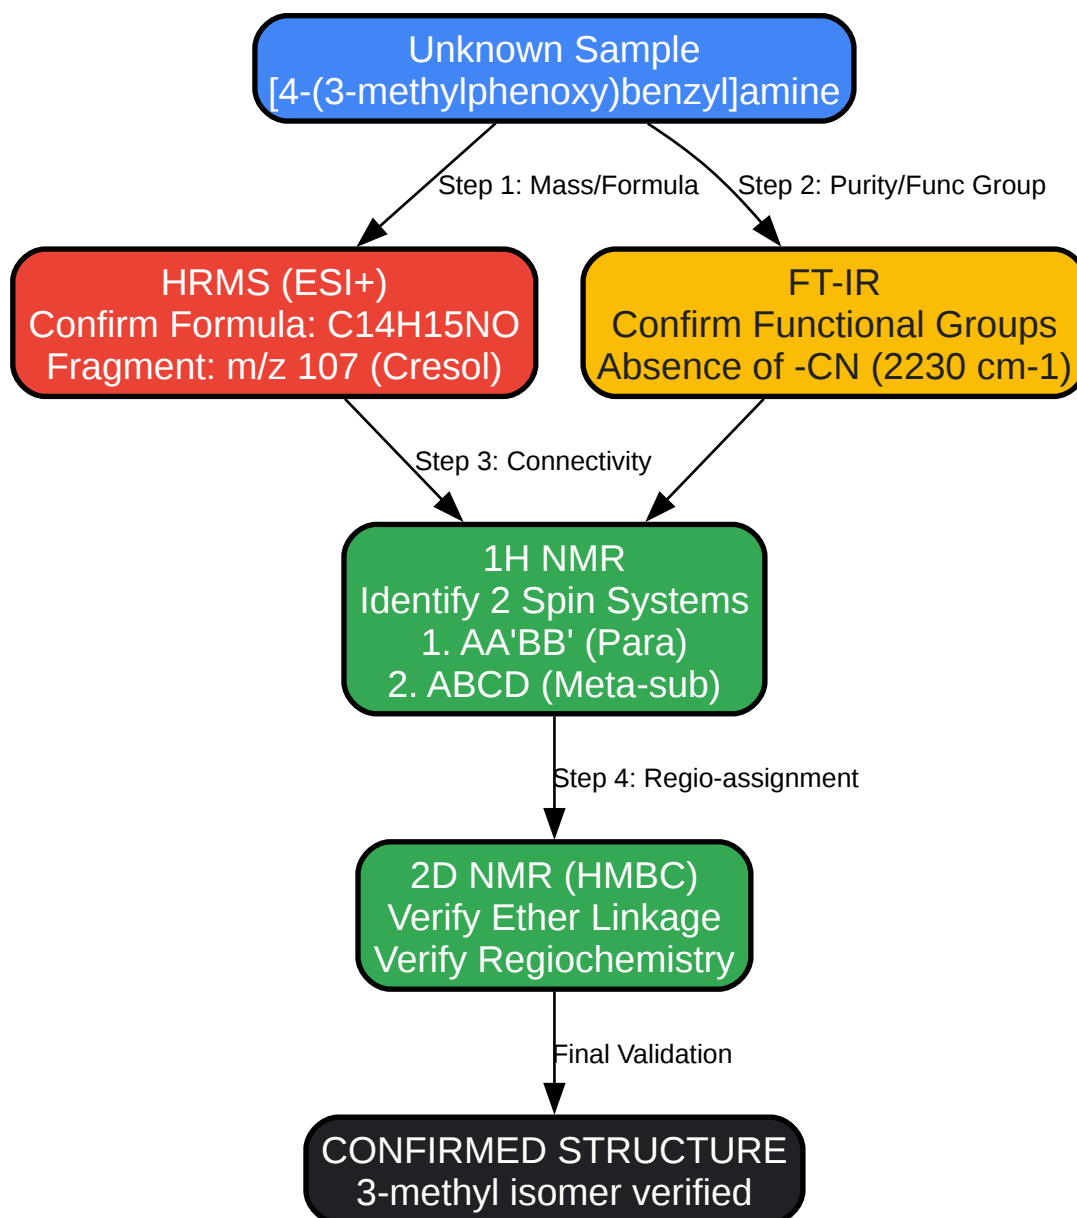 Unknown Sample
[4-(3-methylphenoxy)benzyl]amine
Step 1: Mass/Formula
Step 2: Purity/Func Group
HRMS (ESI+)
Confirm Formula: C14H15NO
Fragment: m/z 107 (Cresol)
FT-IR
Confirm Functional Groups
Absence of -CN (2230 cm-1)
Step 3: Connectivity
1H NMR
Identify 2 Spin Systems
1. AA'BB' (Para)
2. ABCD (Meta-sub)
Step 4: Regio-assignment
2D NMR (HMBC)
Verify Ether Linkage
Verify Regiochemistry
Final Validation
CONFIRMED STRUCTURE
3-methyl isomer verified